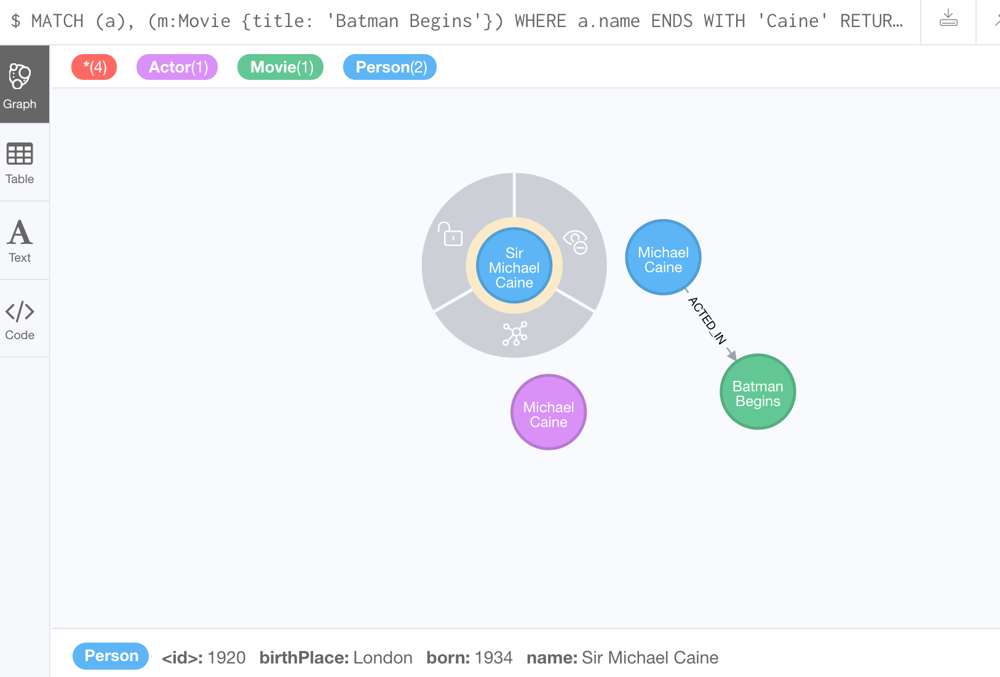 $ MATCH (a), (m:Movie {title: 'Batman Begins'}) WHERE a.name ENDS WITH 'Caine' RETUR…
*(4) Actor(1) Movie(1) Person(2)
Graph
Table
Text
Code
Sir
Michael
Caine
Michael
Caine
ACTED_IN
Batman
Begins
Michael
Caine
Person <id>: 1920 birthPlace: London born: 1934 name: Sir Michael Caine